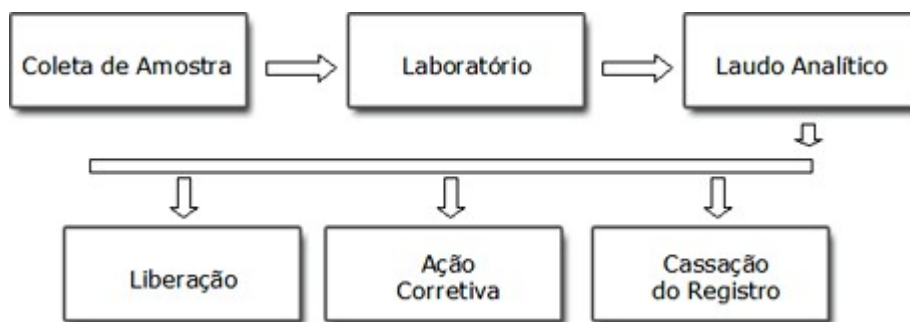 Coleta de Amostra
Laboratório
Laudo Analítico
Liberação
Ação
Corretiva
Cassação
do Registro